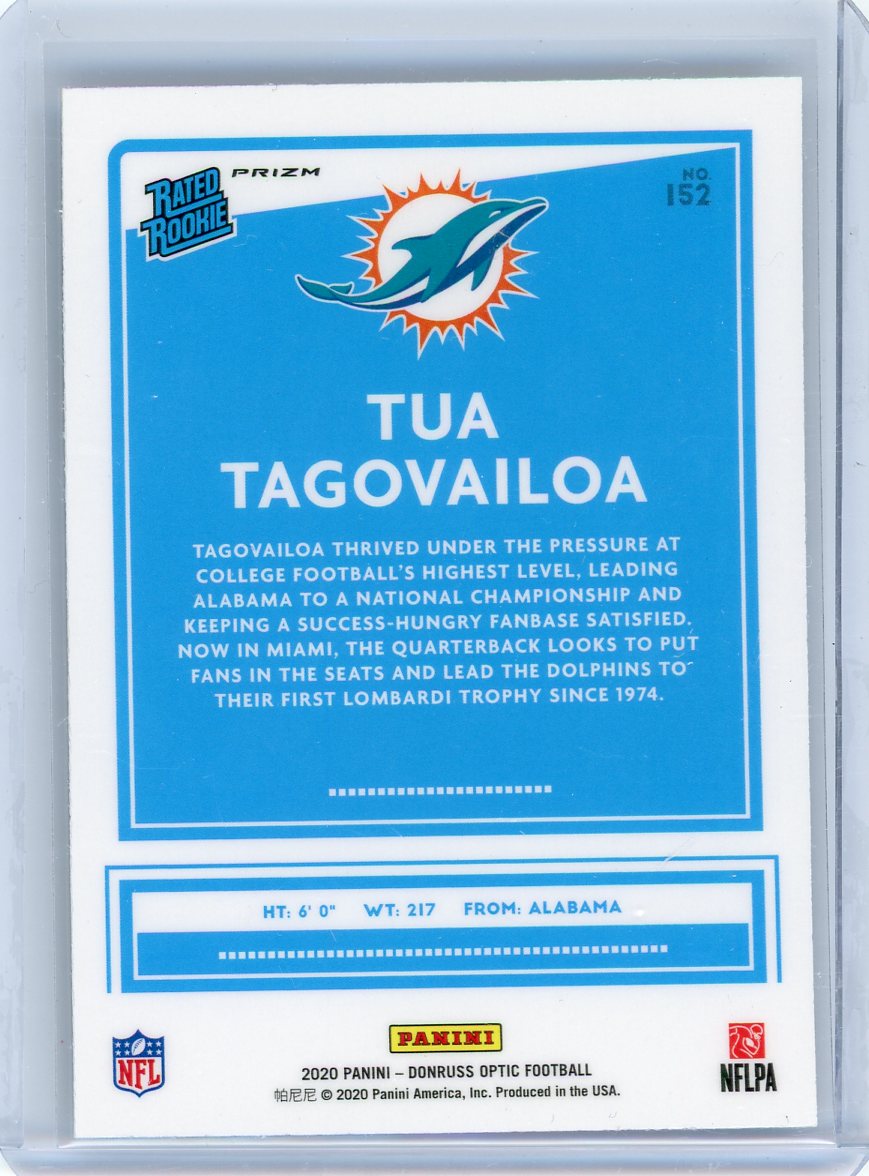 RATED
ROOKIE
PRIZM
NO.
152
TUA
TAGOVAILOA
TAGOVAILOA THRIVED UNDER THE PRESSURE AT
COLLEGE FOOTBALL'S HIGHEST LEVEL, LEADING
ALABAMA TO A NATIONAL CHAMPIONSHIP AND
KEEPING A SUCCESS-HUNGRY FANBASE SATISFIED.
NOW IN MIAMI, THE QUARTERBACK LOOKS TO PUT
FANS IN THE SEATS AND LEAD THE DOLPHINS TO
THEIR FIRST LOMBARDI TROPHY SINCE 1974.
HT: 6' 0" WT: 217 FROM: ALABAMA
NFL
PANINI
2020 PANINI – DONRUSS OPTIC FOOTBALL
帕尼尼 © 2020 Panini America, Inc. Produced in the USA.
NFLPA